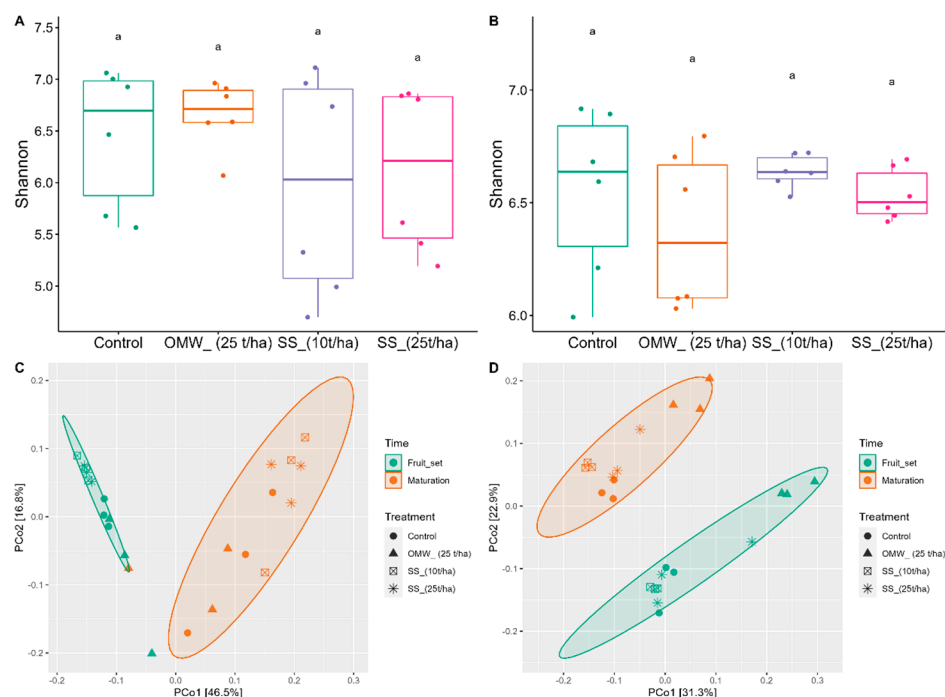 A
7.5
7.0
6.5
6.0
5.5
5.0
Shannon
a
a
a
a
Control
OMW_ (25 t/ha)
SS_(10t/ha)
SS_(25t/ha)
B
7.0
6.5
6.0
Shannon
a
a
a
a
Control
OMW_ (25 t/ha)
SS_(10t/ha)
SS_(25t/ha)
C
0.2
0.1
0.0
-0.1
-0.2
PCo2 [16.8%]
-0.2
-0.1
0.0
0.1
0.2
0.3
PCo1 [46.5%]
Time
Fruit_set
Maturation
Treatment
Control
OMW_ (25 t/ha)
SS_(10t/ha)
SS_(25t/ha)
D
0.2
0.1
0.0
-0.1
-0.2
PCo2 [22.9%]
-0.2
-0.1
0.0
0.1
0.2
0.3
PCo1 [31.3%]
Time
Fruit_set
Maturation
Treatment
Control
OMW_ (25 t/ha)
SS_(10t/ha)
SS_(25t/ha)